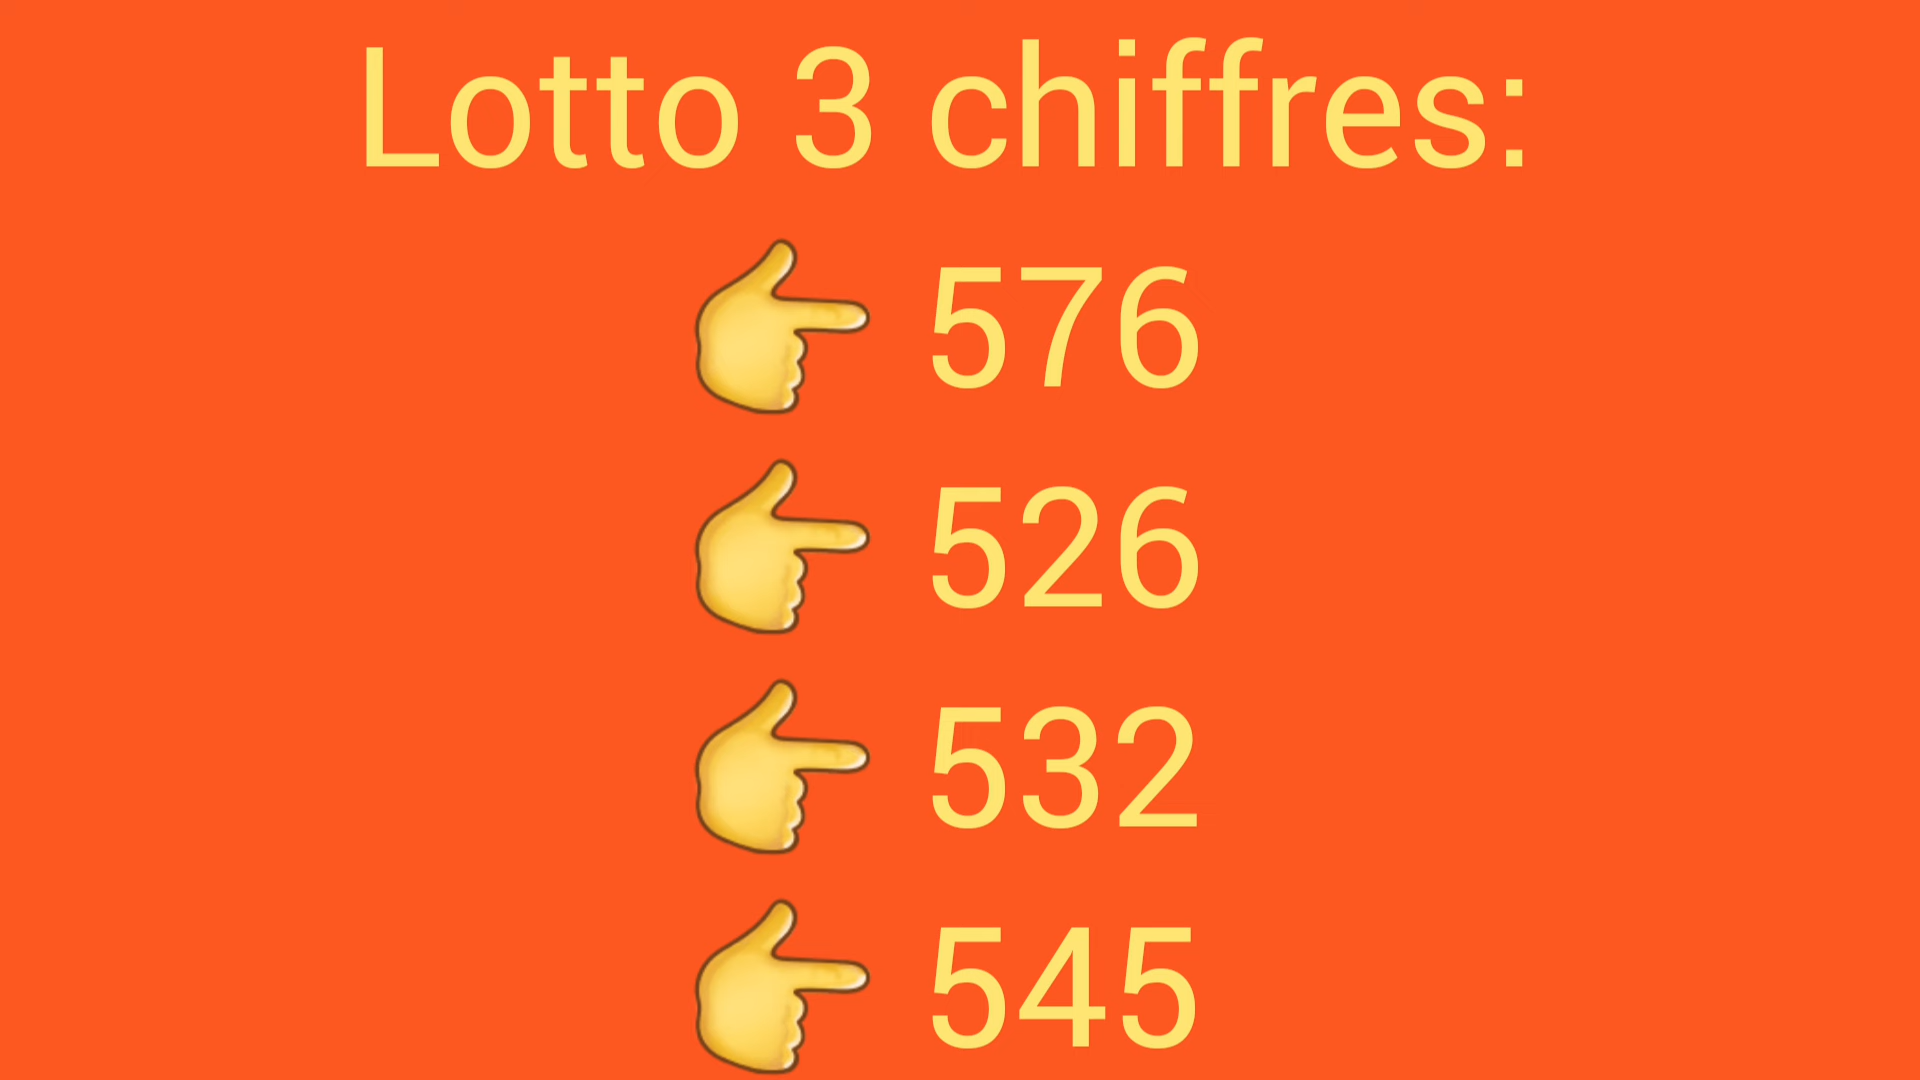 Lotto 3 chiffres:
👉 576
👉 526
👉 532
👉 545